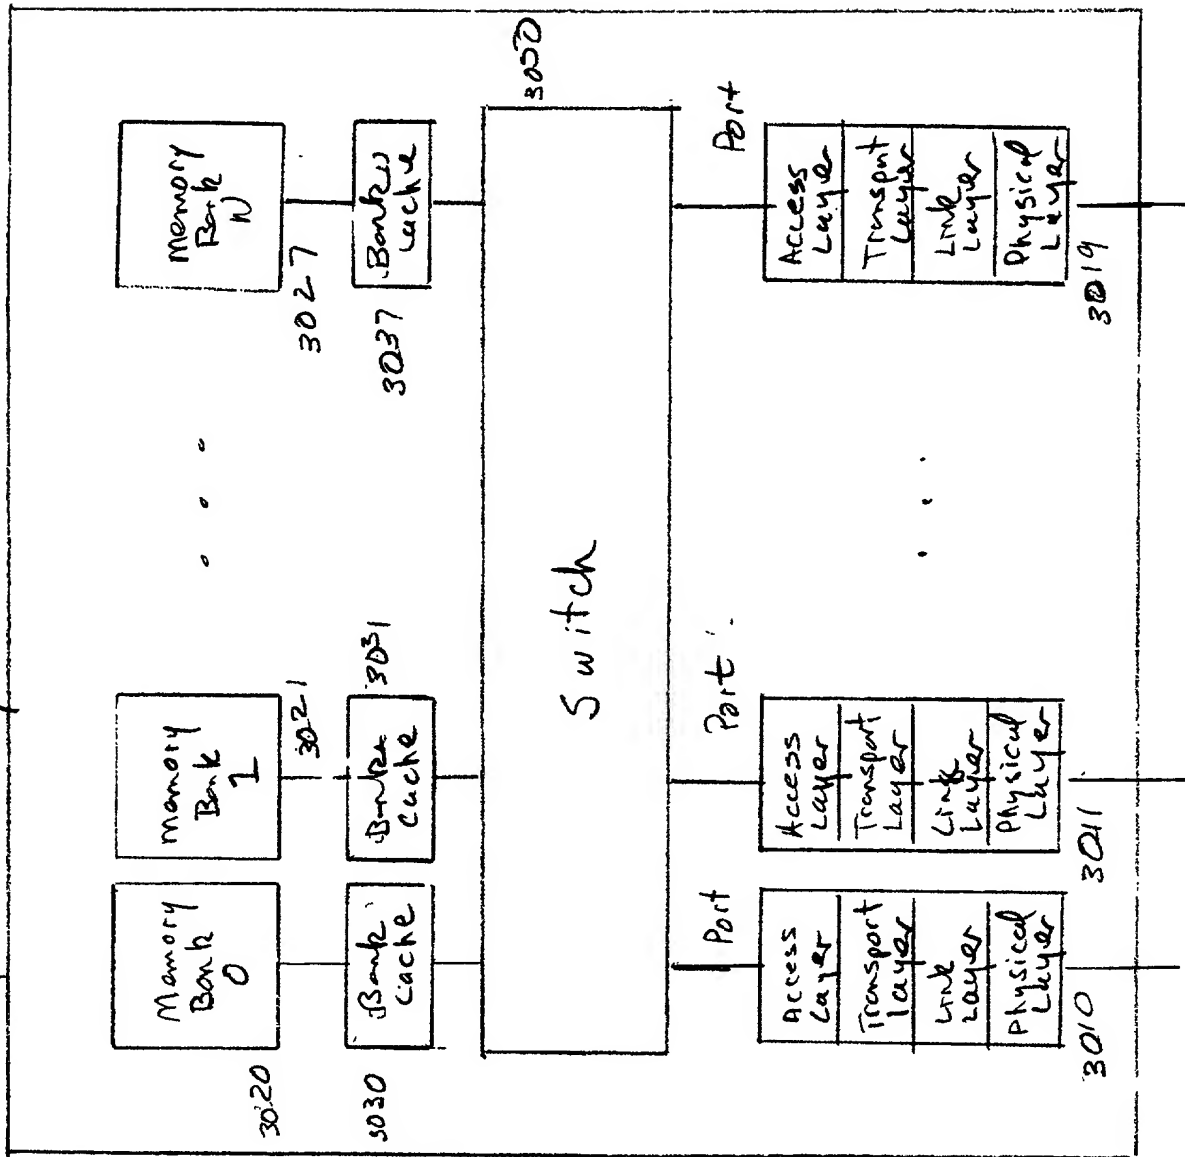 Memory
Bank
0
3020
Memory
Bank
1
3021
Memory
Bank
N
3027
Bank
Cache
3030
Bank
Cache
3031
Bank
Cache
3037
Switch
3050
Port
Access
Layer
Transport
Layer
Link
Layer
Physical
Layer
3010
Port
Access
Layer
Transport
Layer
Link
Layer
Physical
Layer
3011
Port
Access
Layer
Transport
Layer
Link
Layer
Physical
Layer
3019